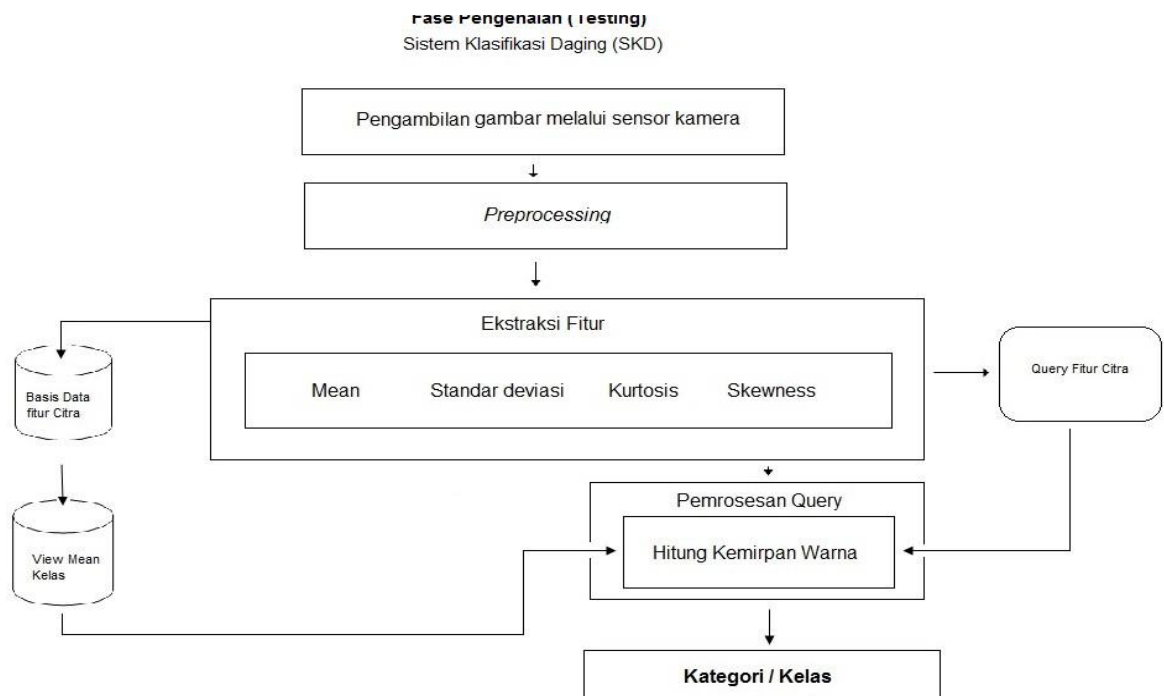 Fase Pengenalan (Testing)
Sistem Klasifikasi Daging (SKD)
Pengambilan gambar melalui sensor kamera
Preprocessing
Ekstraksi Fitur
Mean Standar deviasi Kurtosis Skewness
Basis Data
fitur Citra
Query Fitur Citra
Pemrosesan Query
Hitung Kemirpan Warna
View Mean
Kelas
Kategori / Kelas